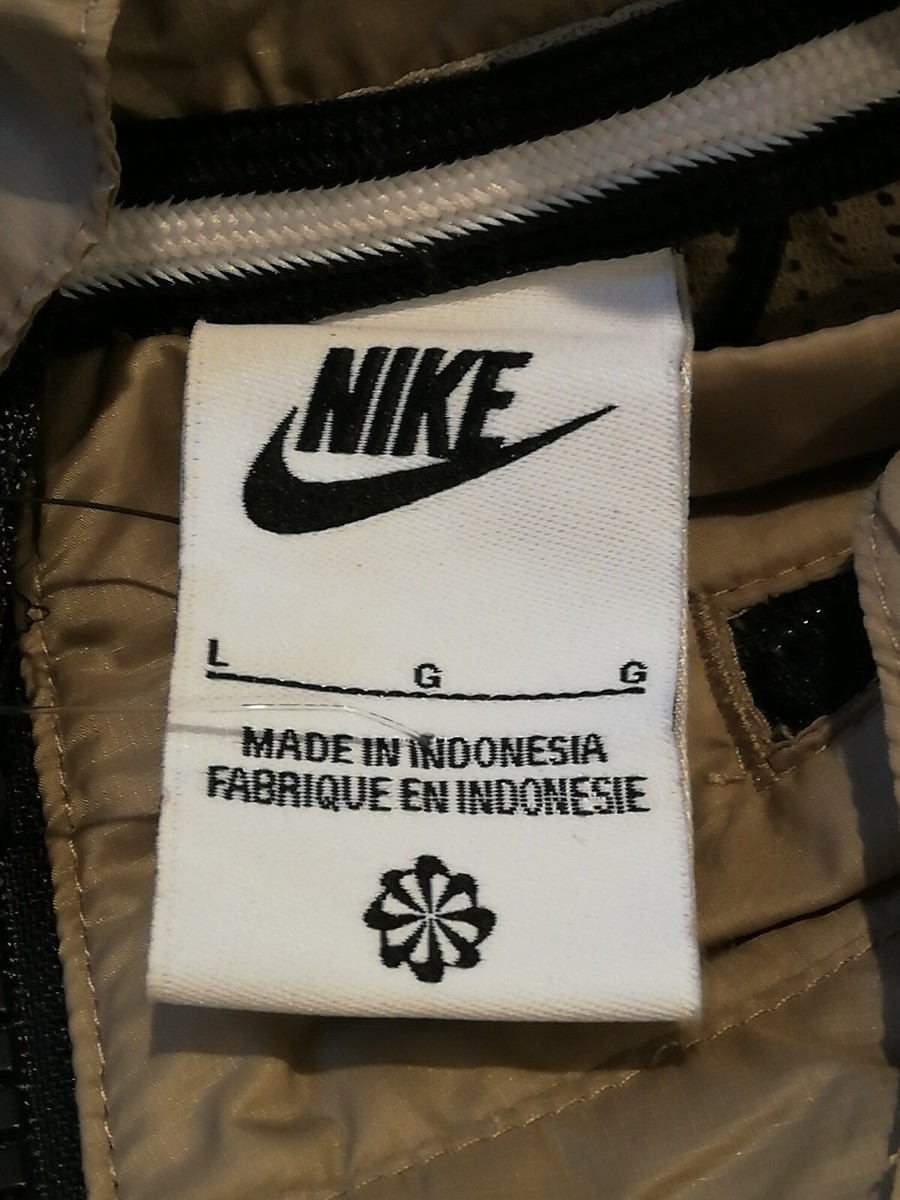 NIKE
L G G
MADE IN INDONESIA
FABRIQUE EN INDONESIE